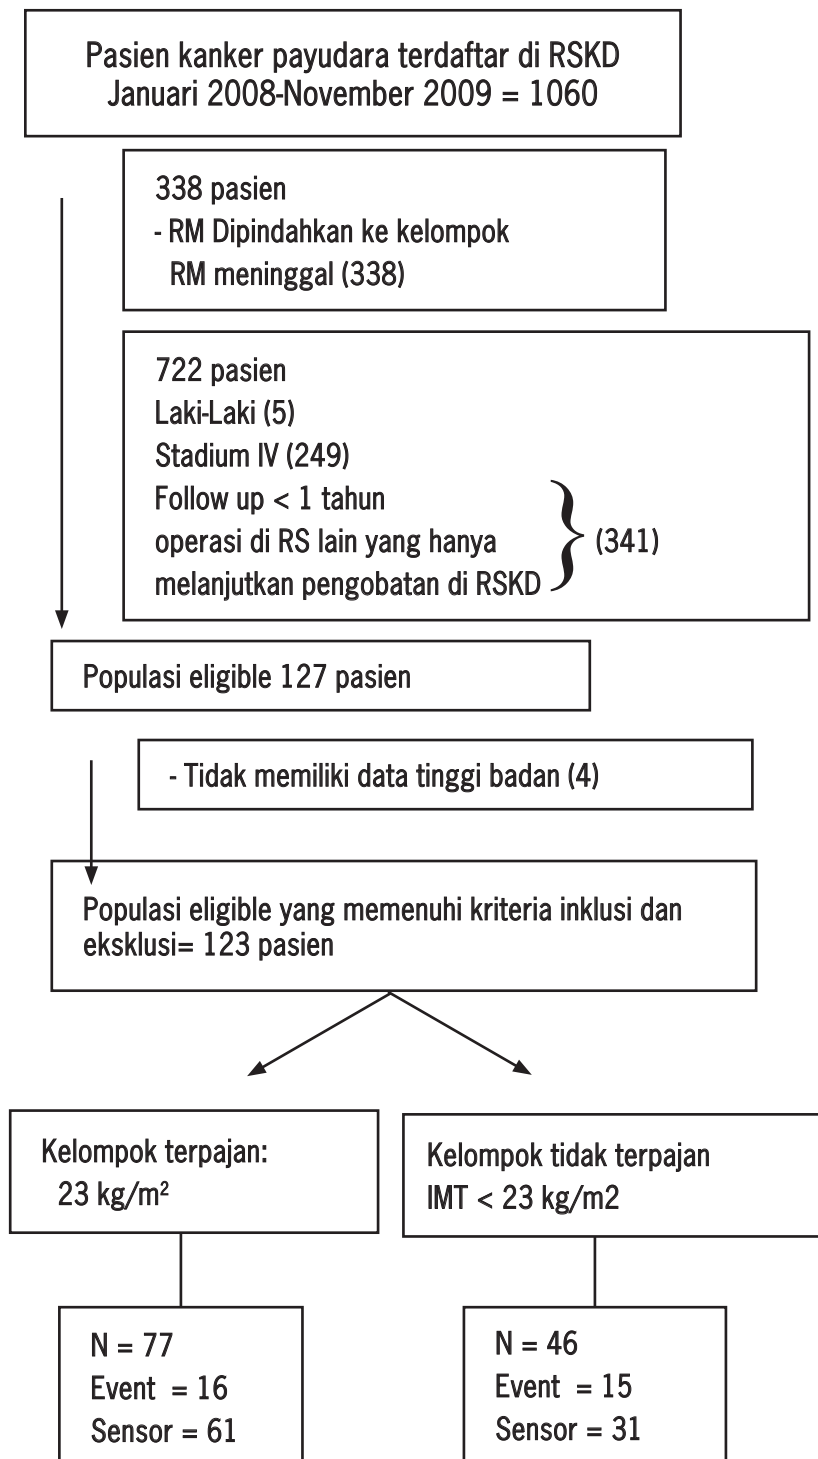 Pasien kanker payudara terdaftar di RSKD
Januari 2008-November 2009 = 1060
338 pasien
- RM Dipindahkan ke kelompok
RM meninggal (338)
722 pasien
Laki-Laki (5)
Stadium IV (249)
Follow up < 1 tahun
operasi di RS lain yang hanya
melanjutkan pengobatan di RSKD
(341)
Populasi eligible 127 pasien
- Tidak memiliki data tinggi badan (4)
Populasi eligible yang memenuhi kriteria inklusi dan
eksklusi= 123 pasien
Kelompok terpajan:
23 kg/m²
Kelompok tidak terpajan
IMT < 23 kg/m2
N = 77
Event = 16
Sensor = 61
N = 46
Event = 15
Sensor = 31